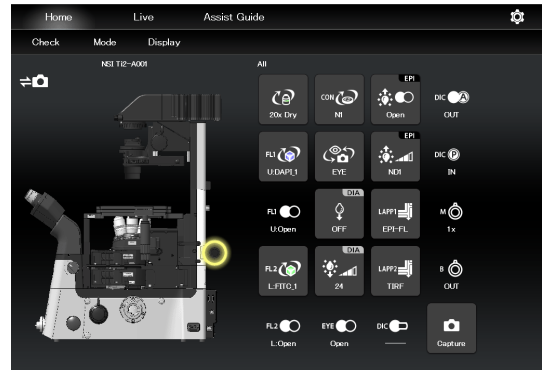 Home Live Assist Guide
Check Mode Display
NSI Ti2-A001
All
20x Dry
CON
N1
EPI
Open
DIC A
OUT
FL1
U:DAPI_1
EYE
EPI
ND1
DIC P
IN
FL1
U:Open
DIA
OFF
LAPP1
EPI-FL
M
1x
FL2
L:FITC_1
DIA
24
LAPP2
TIRF
B
OUT
FL2
L:Open
EYE
Open
DIC
Capture